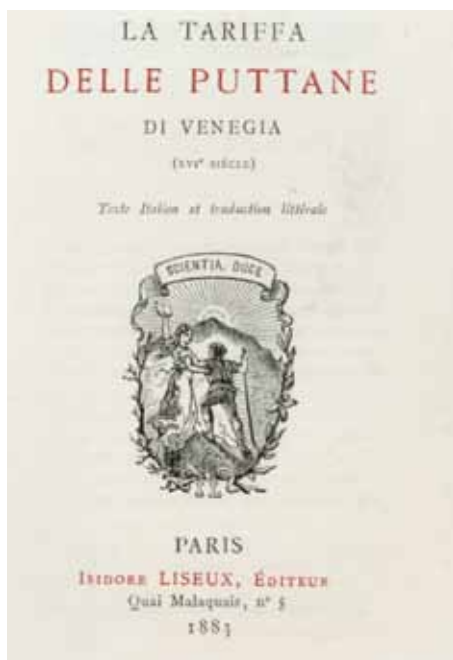 LA TARIFFA
DELLE PUTTANE
DI VENEGIA
(XVIᵉ SIÈCLE)
Texte Italien et traduction littérale
SCIENTIA DUCE
PARIS
ISIDORE LISEUX, ÉDITEUR
Quai Malaquais, nº 5
1883